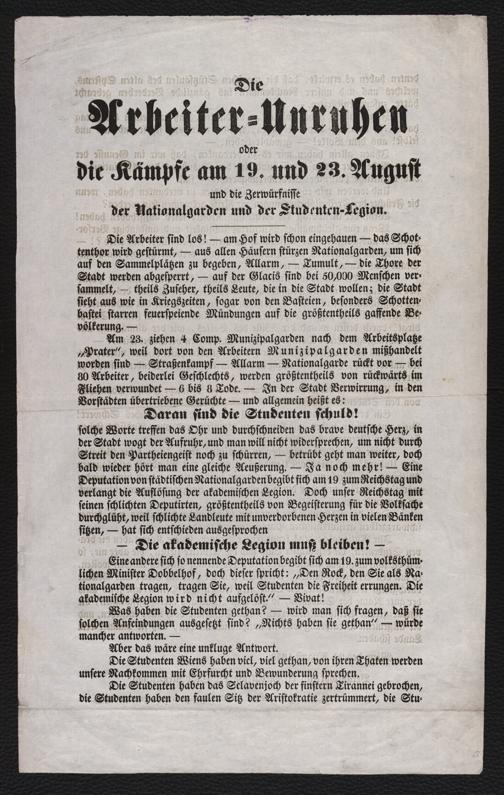 Die
Arbeiter-Unruhen
oder
die Kämpfe am 19. und 23. August
und die Zerwürfnisse
der Nationalgarden und der Studenten-Legion.
Die Arbeiter sind los! — am Hof wird schon eingehauen — das Schot-
tenthor wird gestürmt, — aus allen Häusern stürzen Nationalgarden, um sich
auf den Sammelplätzen zu begeben, Allarm, — Tumult, — die Thore der
Stadt werden abgesperrt, — auf der Glacis sind bei 50,000 Menschen ver-
sammelt, — theils Zuseher, theils Leute, die in die Stadt wollen; die Stadt
sieht aus wie in Kriegszeiten, sogar von den Basteien, besonders Schotten-
bastei starren feuerspeiende Mündungen auf die größtentheils gaffende Be-
völkerung. —
Am 23. ziehen 4 Comp. Munizipalgarden nach dem Arbeitsplatze
„Prater“, weil dort von den Arbeitern Munizipalgarden mißhandelt
worden sind — Straßenkampf — Allarm — Nationalgarde rückt vor — bei
80 Arbeiter, beiderlei Geschlechts, werden größtentheils von rückwärts im
Fliehen verwundet — 6 bis 8 Tode. — In der Stadt Verwirrung, in den
Vorstädten übertriebene Gerüchte — und allgemein heißt es:
Daran sind die Studenten schuld!
solche Worte treffen das Ohr und durchschneiden das brave deutsche Herz, in
der Stadt wogt der Aufruhr, und man will nicht widersprechen, um nicht durch
Streit den Partheiengeist noch zu schürren, — betrübt geht man weiter, doch
bald wieder hört man eine gleiche Aeußerung. — Ja noch mehr! — Eine
Deputation von städtischen Nationalgarden begibt sich am 19 zum Reichstag und
verlangt die Auflösung der akademischen Legion. Doch unser Reichstag mit
seinen schlichten Deputirten, größtentheils von Begeisterung für die Volksache
durchglüht, weil schlichte Landleute mit unverdorbenen Herzen in vielen Bänken
sitzen, — hat sich entschieden ausgesprochen
— Die akademische Legion muß bleiben! —
Eine andere sich so nennende Deputation begibt sich am 19. zum volksthüm-
lichen Minister Dobbelhof, doch dieser spricht: „Den Rock, den Sie als Na-
tionalgarden tragen, tragen Sie, weil Studenten die Freiheit errungen. Die
akademische Legion wird nicht aufgelöst.“ — Vivat!
Was haben die Studenten gethan? — wird man sich fragen, daß sie
solchen Anfeindungen ausgesetzt sind? „Nichts haben sie gethan“ — würde
mancher antworten. —
Aber das wäre eine unkluge Antwort.
Die Studenten Wiens haben viel, viel gethan, von ihren Thaten werden
unsere Nachkommen mit Ehrfurcht und Bewunderung sprechen.
Die Studenten haben das Sclavenjoch der finstern Tirannei gebrochen,
die Studenten haben den faulen Sitz der Aristokratie zertrümmert, die Stu-